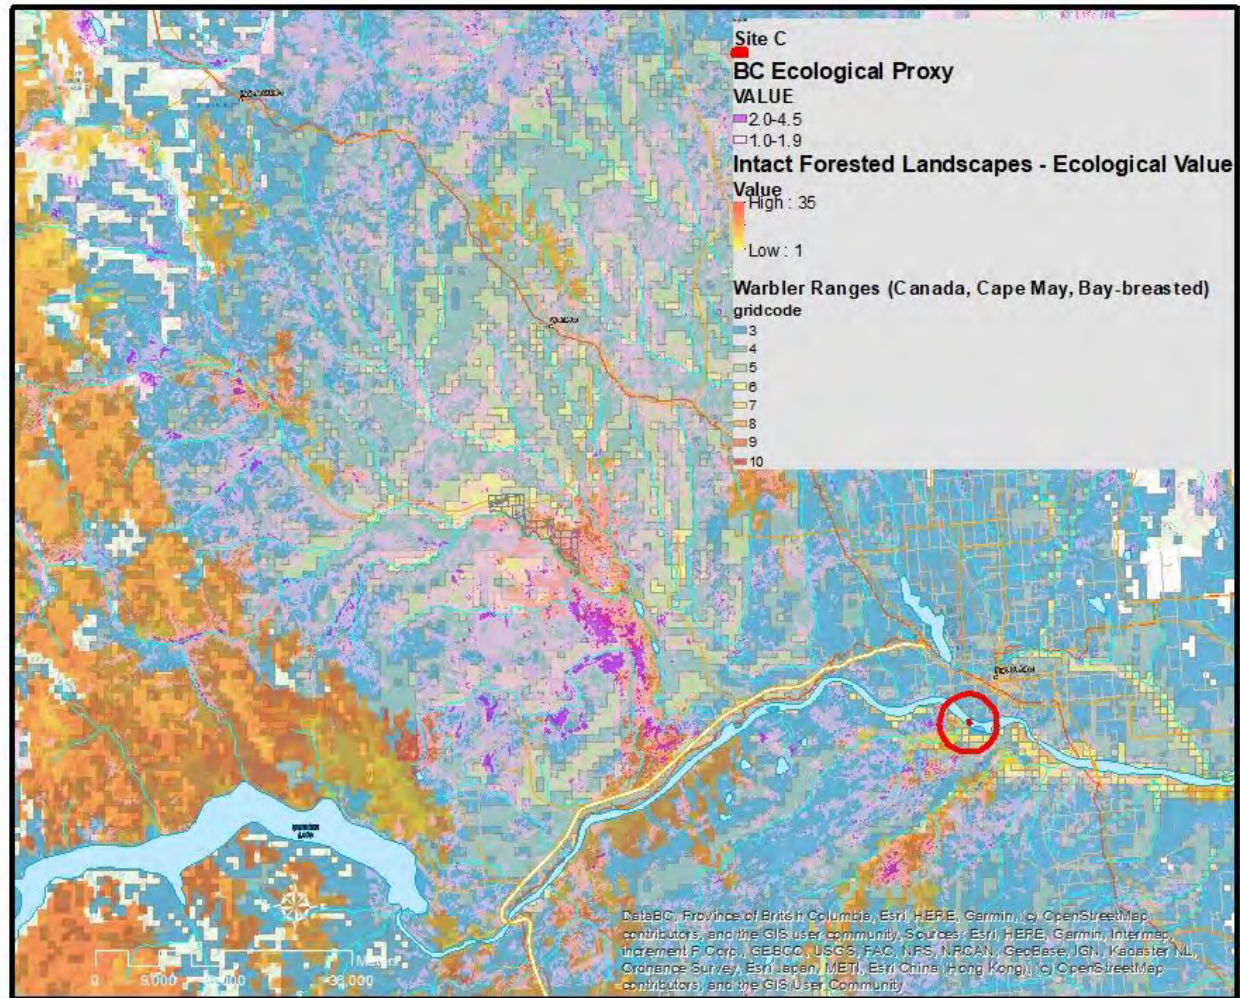 Site C
BC Ecological Proxy
VALUE
2.0-4.5
1.0-1.9
Intact Forested Landscapes - Ecological Value
Value
High : 35
Low : 1
Warbler Ranges (Canada, Cape May, Bay-breasted)
gridcode
3
4
5
6
7
8
9
10
Meters
0 9,000 36,000
DataBC, Province of British Columbia, Esri, HERE, Garmin, (c) OpenStreetMap
contributors, and the GIS user community, Sources: Esri, HERE, Garmin, Intermap,
increment P Corp., GEBCO, USGS, FAO, NPS, NRCAN, GeoBase, IGN, Kadaster NL,
Ordnance Survey, Esri Japan, METI, Esri China (Hong Kong), (c) OpenStreetMap
contributors, and the GIS User Community